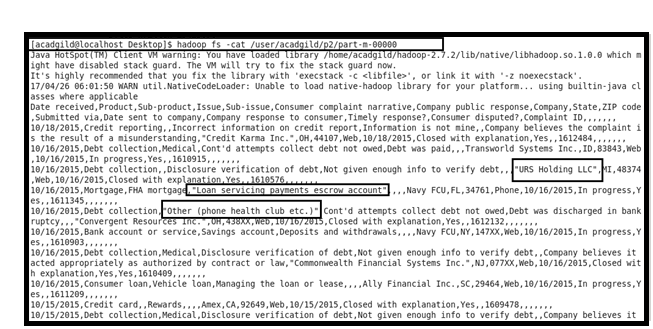 [acadgild@localhost Desktop]$ hadoop fs -cat /user/acadgild/p2/part-m-00000
Java HotSpot(TM) Client VM warning: You have loaded library /home/acadgild/hadoop-2.7.2/lib/native/libhadoop.so.1.0.0 which m
ight have disabled stack guard. The VM will try to fix the stack guard now.
It's highly recommended that you fix the library with 'execstack -c <libfile>', or link it with '-z noexecstack'.
17/04/26 06:01:50 WARN util.NativeCodeLoader: Unable to load native-hadoop library for your platform... using builtin-java cl
asses where applicable
Date received,Product,Sub-product,Issue,Sub-issue,Consumer complaint narrative,Company public response,Company,State,ZIP code
,Submitted via,Date sent to company,Company response to consumer,Timely response?,Consumer disputed?,Complaint ID,,,,,,,
10/18/2015,Credit reporting,,Incorrect information on credit report,Information is not mine,,Company believes the complaint i
s the result of a misunderstanding,"Credit Karma Inc.",OH,44107,Web,10/18/2015,Closed with explanation,Yes,,1612484,,,,,,,
10/16/2015,Debt collection,Medical,Cont'd attempts collect debt not owed,Debt was paid,,,Transworld Systems Inc.,ID,83843,Web
,10/16/2015,In progress,Yes,,1610915,,,,,,,
10/16/2015,Debt collection,,Disclosure verification of debt,Not given enough info to verify debt,,,"URS Holding LLC",MI,48374
,Web,10/16/2015,Closed with explanation,Yes,,1610576,,,,,,,
10/16/2015,Mortgage,FHA mortgage,"Loan servicing payments escrow account",,,,Navy FCU,FL,34761,Phone,10/16/2015,In progress,Y
es,,1611345,,,,,,,
10/16/2015,Debt collection,"Other (phone health club etc.)",Cont'd attempts collect debt not owed,Debt was discharged in bank
ruptcy,,,"Convergent Resources Inc.",OH,438XX,Web,10/16/2015,Closed with explanation,Yes,,1612132,,,,,,,
10/16/2015,Bank account or service,Savings account,Deposits and withdrawals,,,,Navy FCU,NY,147XX,Web,10/16/2015,In progress,Y
es,,1610903,,,,,,,
10/16/2015,Debt collection,Medical,Disclosure verification of debt,Not given enough info to verify debt,,Company believes it
acted appropriately as authorized by contract or law,"Commonwealth Financial Systems Inc.",NJ,077XX,Web,10/16/2015,Closed wit
h explanation,Yes,Yes,1610409,,,,,,,
10/16/2015,Consumer loan,Vehicle loan,Managing the loan or lease,,,,Ally Financial Inc.,SC,29464,Web,10/16/2015,In progress,Y
es,,1611209,,,,,,,
10/15/2015,Credit card,,Rewards,,,,Amex,CA,92649,Web,10/15/2015,Closed with explanation,Yes,,1609478,,,,,,,
10/15/2015,Debt collection,Medical,Disclosure verification of debt,Not given enough info to verify debt,,Company believes it